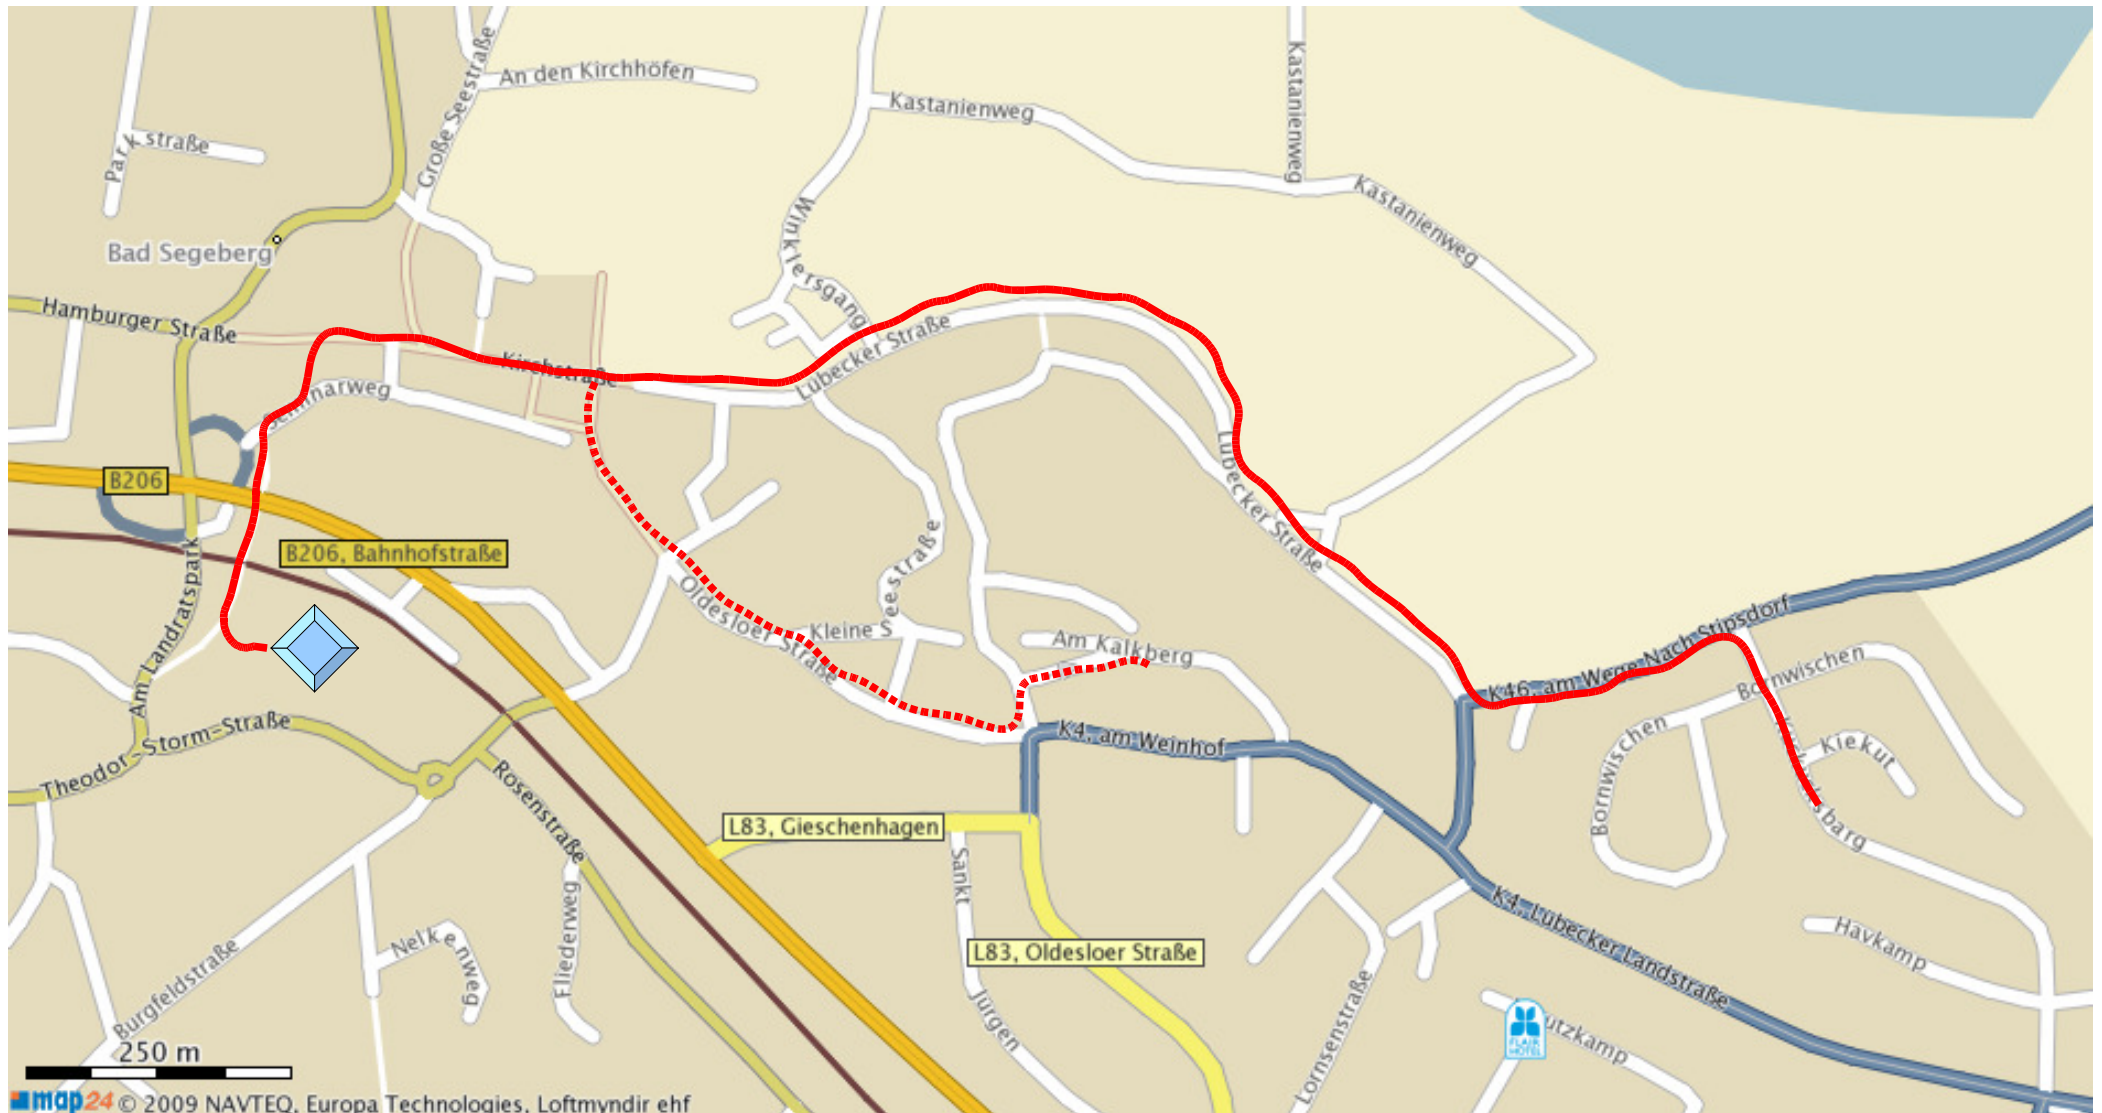 An den Kirchhöfen
Große Seestraße
Kastanienweg
Kastanienweg
Kastanienweg
Parkstraße
Winklersgang
Bad Segeberg
Hamburger Straße
Kirchstraße
Lübecker Straße
Seminarweg
Lübecker Straße
B206
B206, Bahnhofstraße
Am Landratspark
Oldesloer Straße
Kleine Seestraße
Am Kalkberg
K46, am Wege Nach Stipsdorf
Bornwischen
Bornwischen
Kiekut
K4, am Weinhof
Theodor-Storm-Straße
Rosenstraße
L83, Gieschenhagen
Sankt Jürgen
L83, Oldesloer Straße
K4, Lübecker Landstraße
Havkamp
Burgfeldstraße
Nelkenweg
Fliederweg
Lornsenstraße
FLAIR
HOTEL
utzkamp
250 m
map24 © 2009 NAVTEQ, Europa Technologies, Loftmyndir ehf